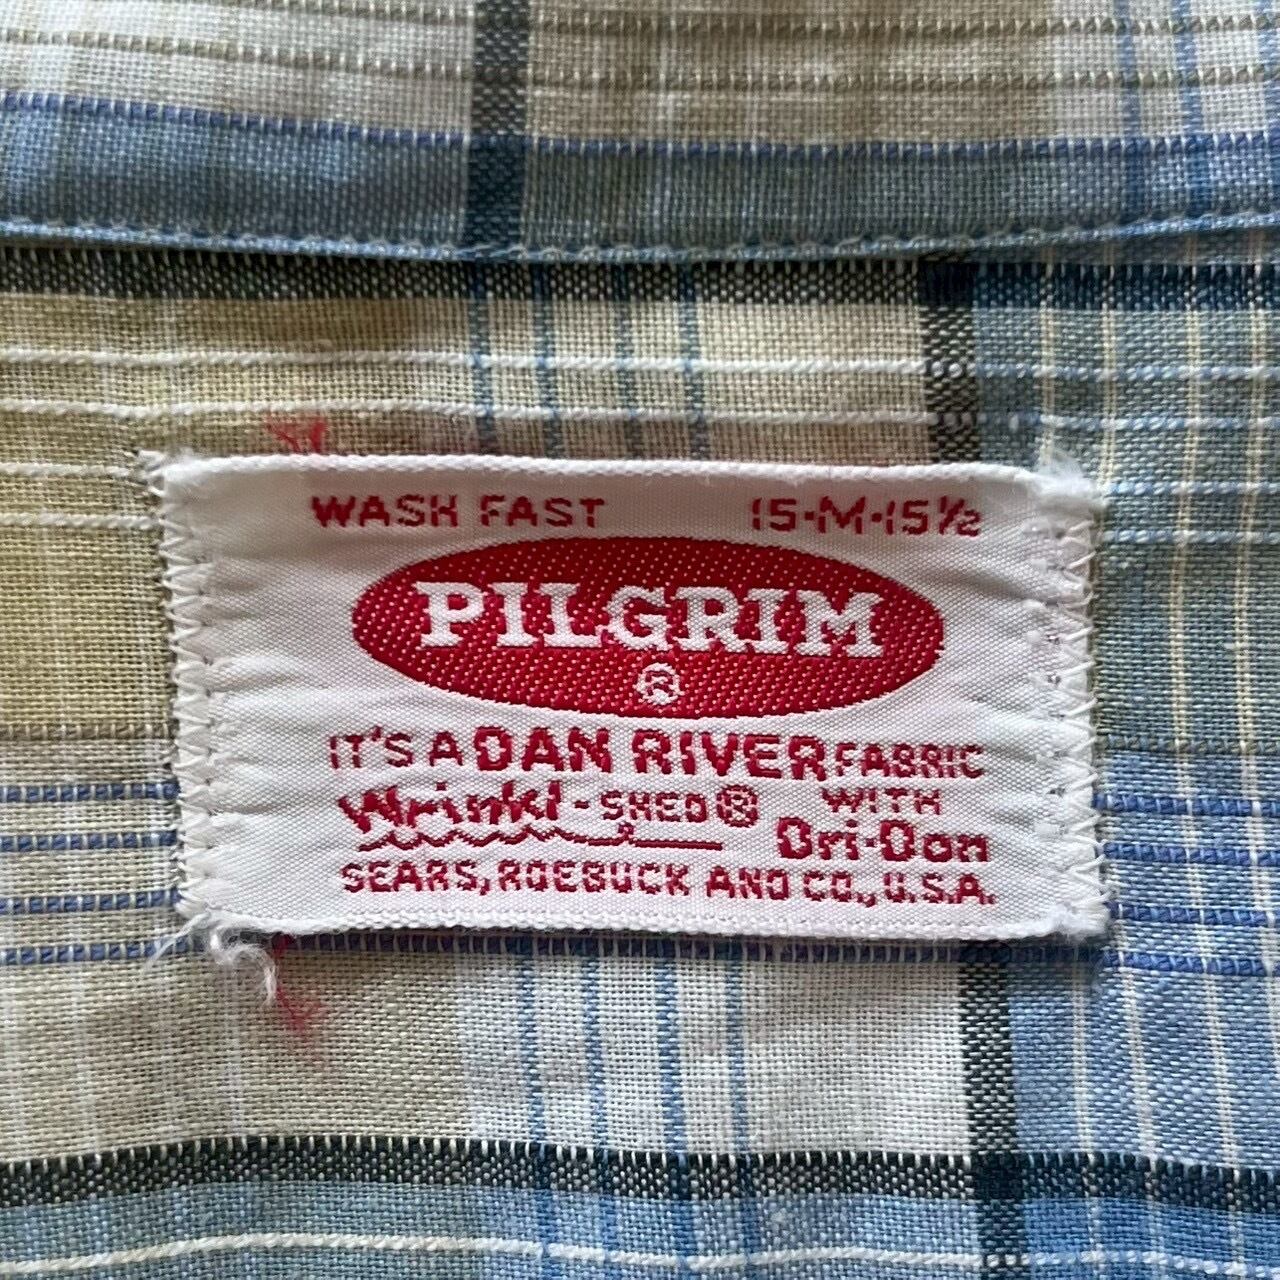 WASH FAST 15-M-15½
PILGRIM
®
IT'S A DAN RIVER FABRIC
Wrinkl-SHED® WITH
Dri-Don
SEARS, ROEBUCK AND CO., U.S.A.